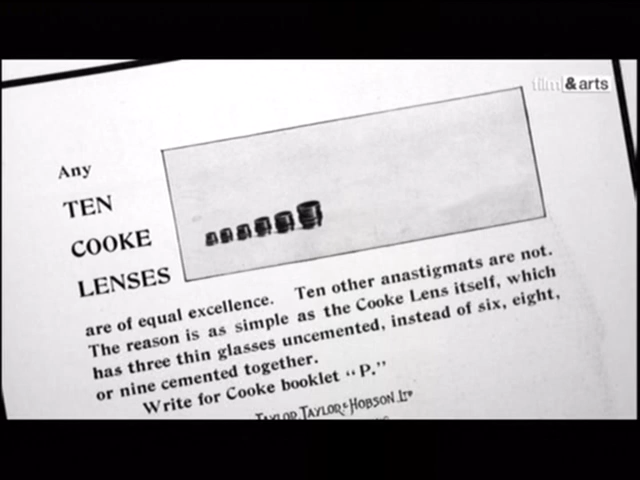 film&arts
Any
TEN
COOKE
LENSES
are of equal excellence. Ten other anastigmats are not.
The reason is as simple as the Cooke Lens itself, which
has three thin glasses uncemented, instead of six, eight,
or nine cemented together.
Write for Cooke booklet "P."
TAYLOR, TAYLOR & HOBSON, LTD